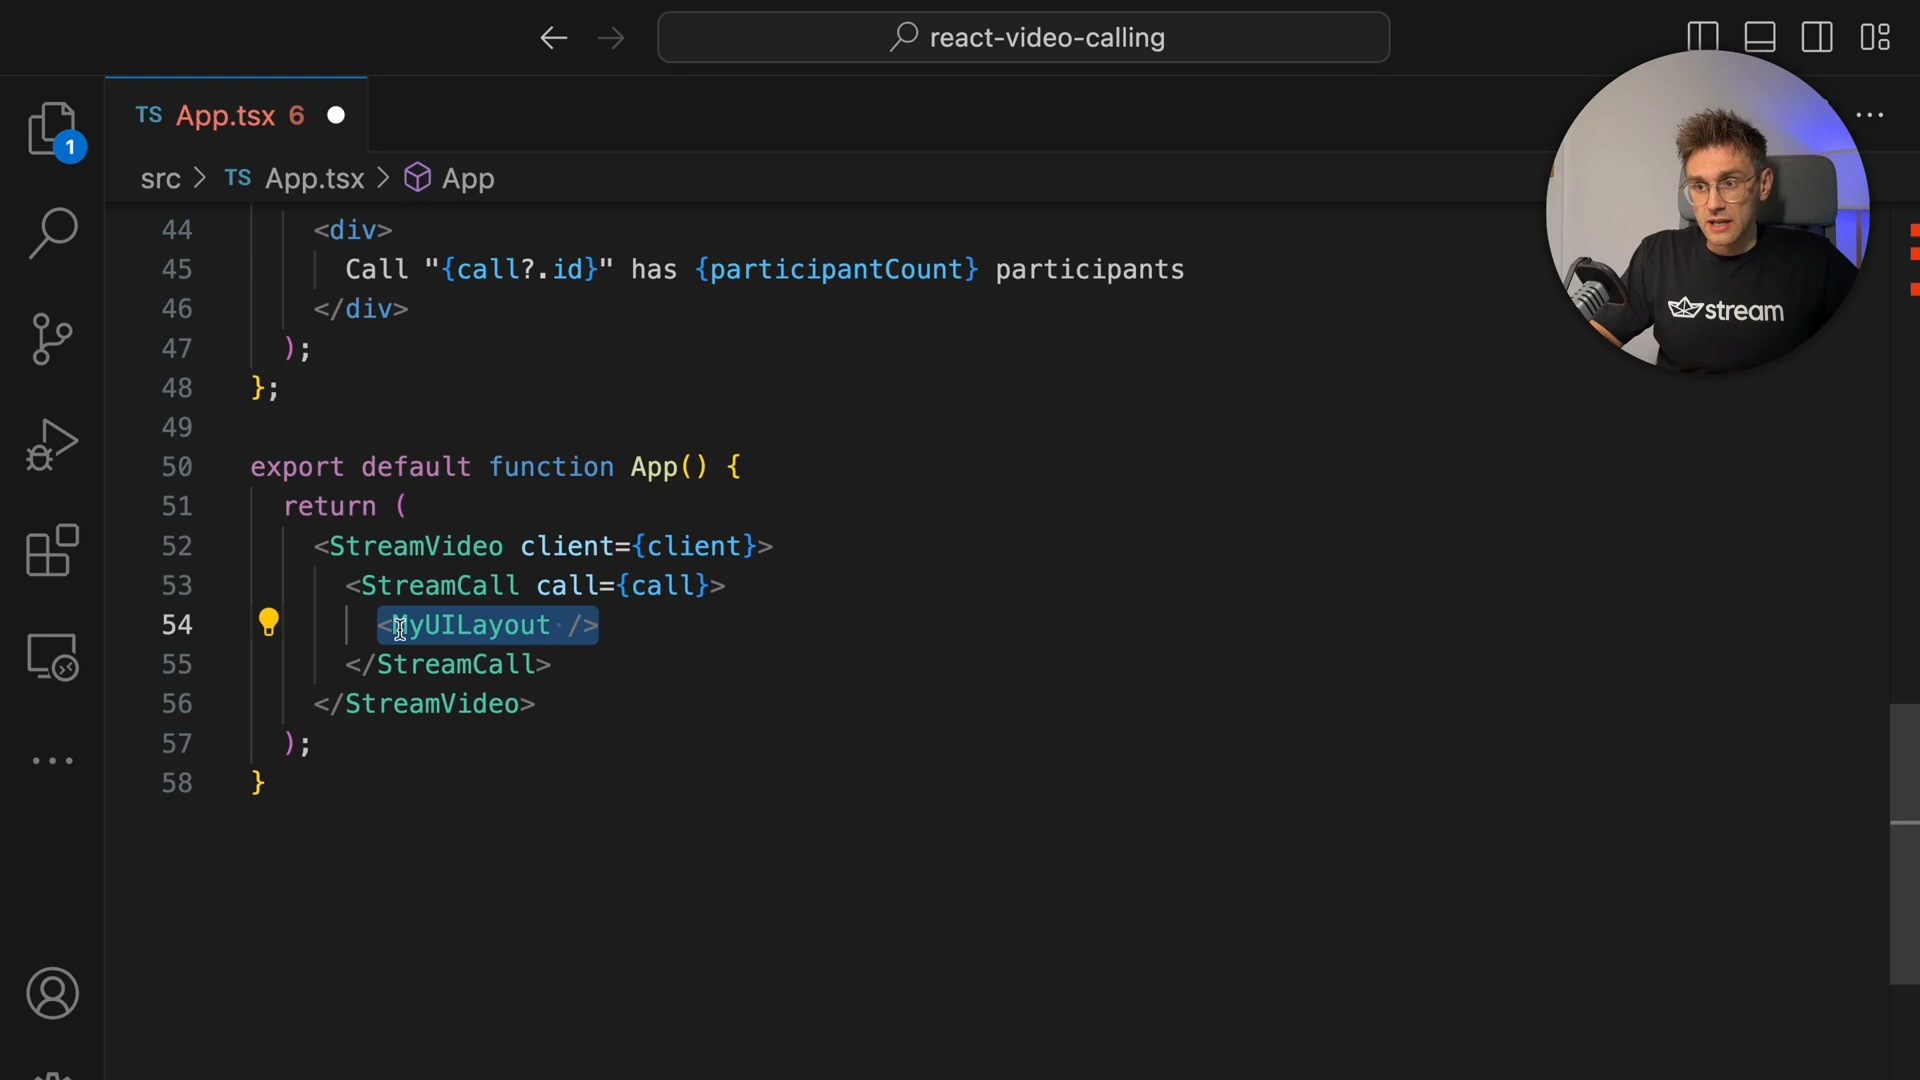 react-video-calling
TS App.tsx 6
1
src > TS App.tsx > App
44 <div>
45 Call "{call?.id}" has {participantCount} participants
46 </div>
47 );
48 };
49
50 export default function App() {
51 return (
52 <StreamVideo client={client}>
53 <StreamCall call={call}>
54 <MyUILayout />
55 </StreamCall>
56 </StreamVideo>
57 );
58 }
stream